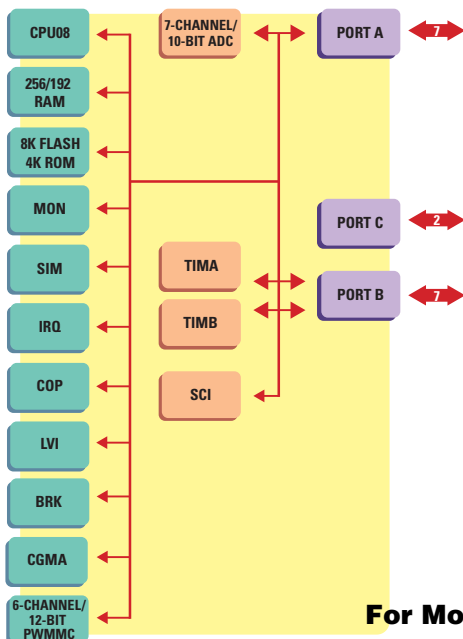 CPU08
256/192
RAM
8K FLASH
4K ROM
MON
SIM
IRQ
COP
LVI
BRK
CGMA
6-CHANNEL/
12-BIT
PWMMC
7-CHANNEL/
10-BIT ADC
TIMA
TIMB
SCI
PORT A
7
PORT C
2
PORT B
7
For Mo